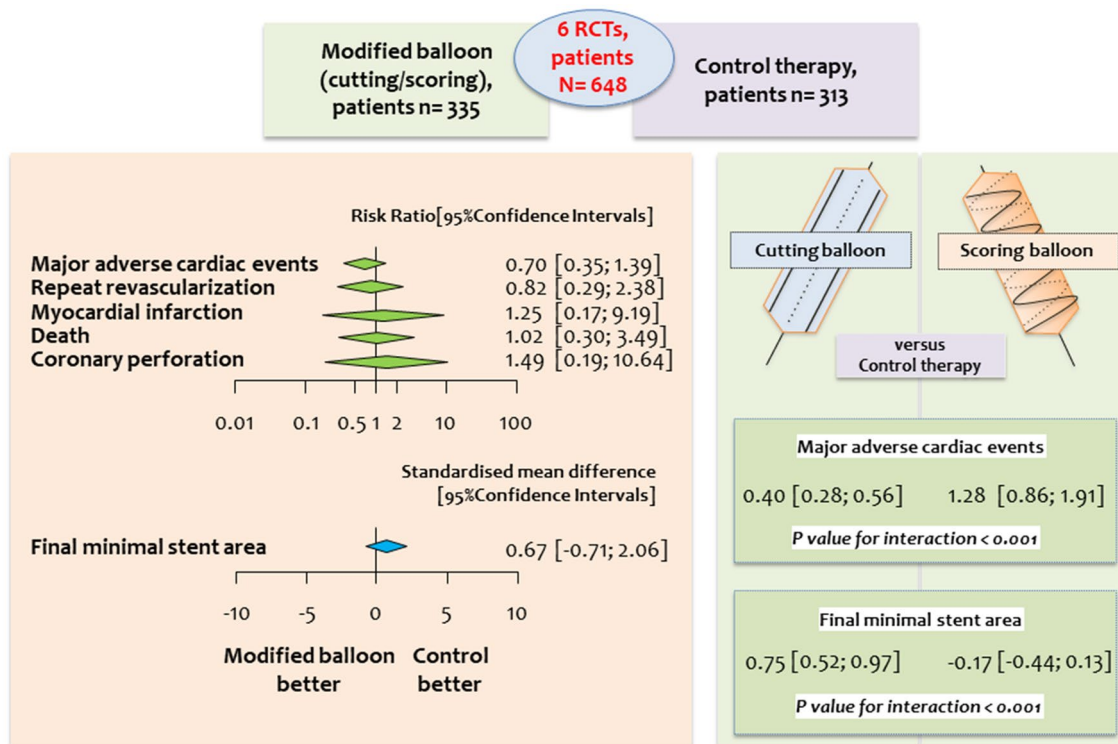 Modified balloon
(cutting/scoring),
patients n= 335
6 RCTs,
patients
N= 648
Control therapy,
patients n= 313
Risk Ratio[95%Confidence Intervals]
Major adverse cardiac events 0.70 [0.35; 1.39]
Repeat revascularization 0.82 [0.29; 2.38]
Myocardial infarction 1.25 [0.17; 9.19]
Death 1.02 [0.30; 3.49]
Coronary perforation 1.49 [0.19; 10.64]
0.01 0.1 0.5 1 2 10 100
Standardised mean difference
[95%Confidence Intervals]
Final minimal stent area 0.67 [-0.71; 2.06]
-10 -5 0 5 10
Modified balloon
better
Control
better
Cutting balloon
Scoring balloon
versus
Control therapy
Major adverse cardiac events
0.40 [0.28; 0.56] 1.28 [0.86; 1.91]
P value for interaction < 0.001
Final minimal stent area
0.75 [0.52; 0.97] -0.17 [-0.44; 0.13]
P value for interaction < 0.001